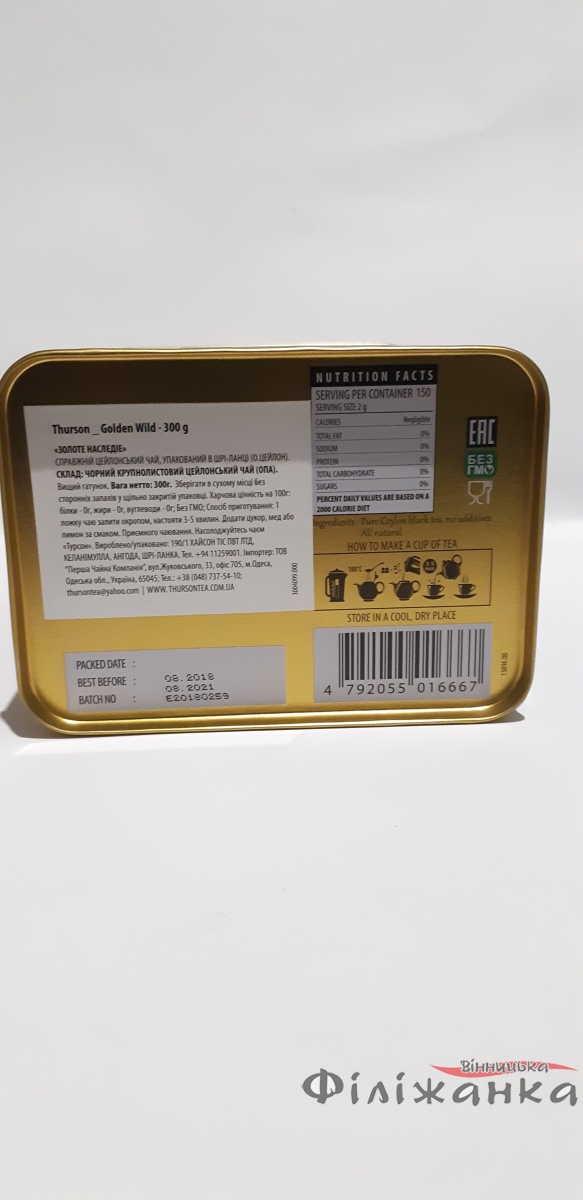 Thurson _ Golden Wild - 300 g
«ЗОЛОТЕ НАСЛЕДІЕ»
СПРАВЖНІЙ ЦЕЙЛОНСЬКИЙ ЧАЙ, УПАКОВАНИЙ В ШРІ-ЛАНЦІ (О.ЦЕЙЛОН).
СКЛАД: ЧОРНИЙ КРУПНОЛИСТОВИЙ ЦЕЙЛОНСЬКИЙ ЧАЙ (ОПА).
Вищий гатунок. Вага нетто: 300г. Зберігати в сухому місці без
сторонніх запахів у щільно закритій упаковці. Харчова цінність на 100г:
білки - 0г, жири - 0г, вуглеводи - 0г; Без ГМО; Спосіб приготування: 1
ложку чаю залити окропом, настояти 3-5 хвилин. Додати цукор, мед або
лимон за смаком. Приємного чаювання. Насолоджуйтесь чаєм
«Турсон». Вироблено/упаковано: 190/1 ХАЙСОН ТІС ПВТ ЛТД,
КЕЛАНІМУЛЛА, АНГОДА, ШРІ-ЛАНКА. Тел. +94 11259001. Імпортер: ТОВ
"Перша Чайна Компанія", вул.Жуковського, 33, офіс 705, м.Одеса,
Одеська обл., Україна, 65045; Тел.: +38 (048) 737-54-10;
thursontea@yahoo.com | WWW.THURSONTEA.COM.UA
1004099.000
PACKED DATE : 08.2018
BEST BEFORE : 08.2021
BATCH NO : E20180259
NUTRITION FACTS
SERVING PER CONTAINER 150
SERVING SIZE 2 g
CALORIES Negligible
TOTAL FAT 0%
SODIUM 0%
PROTEIN 0%
TOTAL CARBOHYDRATE 0%
SUGARS 0%
PERCENT DAILY VALUES ARE BASED ON A
2000 CALORIE DIET
Ingredients: Pure Ceylon black tea, no additives
All natural
HOW TO MAKE A CUP OF TEA
100°C
STORE IN A COOL, DRY PLACE
4 792055 016667
13896.00
EAC
БЕЗ
ГМО
Вінницька
Філіжанка